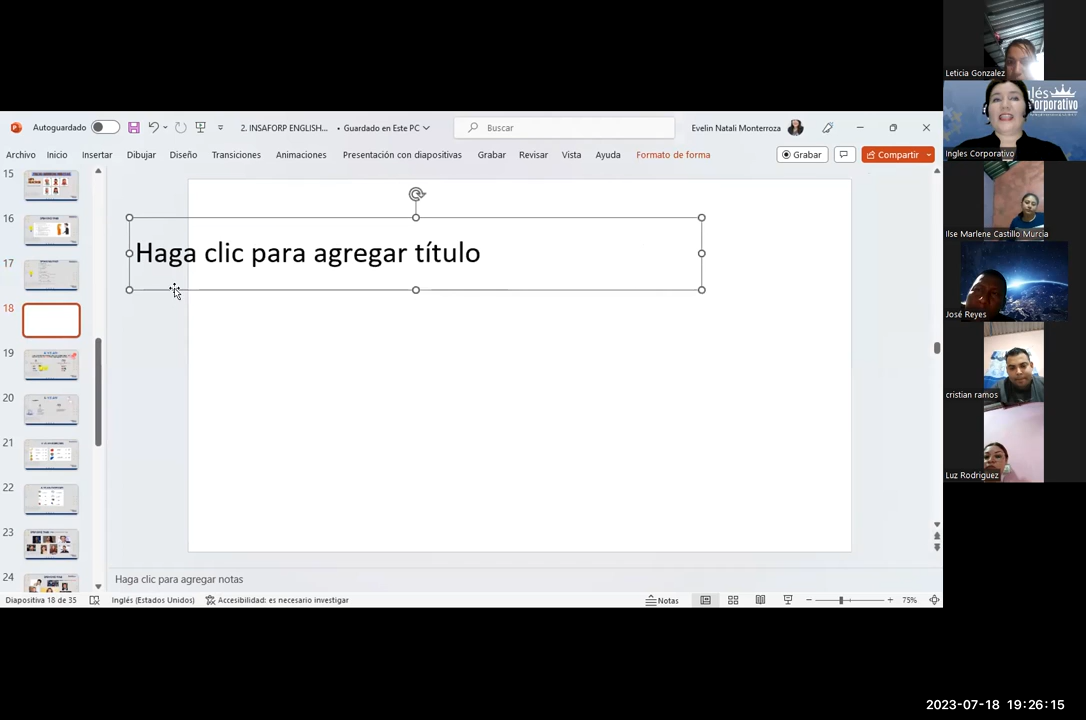 Autoguardado
2. INSAFORP ENGLISH... • Guardado en Este PC
Buscar
Evelin Natali Monterroza
Archivo Inicio Insertar Dibujar Diseño Transiciones Animaciones Presentación con diapositivas Grabar Revisar Vista Ayuda Formato de forma
Grabar
Compartir
15
16
17
18
19
20
21
22
23
24
Haga clic para agregar título
Haga clic para agregar notas
Diapositiva 18 de 35 Inglés (Estados Unidos) Accesibilidad: es necesario investigar Notas 75%
Leticia Gonzalez
Ingles Corporativo
Ilse Marlene Castillo Murcia
José Reyes
cristian ramos
Luz Rodriguez
2023-07-18 19:26:15